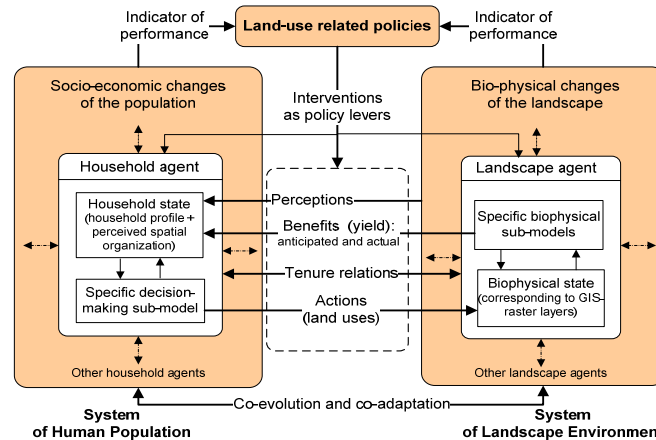 Indicator of
performance
Land-use related policies
Indicator of
performance
Socio-economic changes
of the population
Interventions
as policy levers
Bio-physical changes
of the landscape
Household agent
Household state
(household profile +
perceived spatial
organization)
Specific decision-
making sub-model
Other household agents
Perceptions
Benefits (yield):
anticipated and actual
Tenure relations
Actions
(land uses)
Landscape agent
Specific biophysical
sub-models
Biophysical state
(corresponding to GIS-
raster layers)
Other landscape agents
Co-evolution and co-adaptation
System
of Human Population
System
of Landscape Environmen